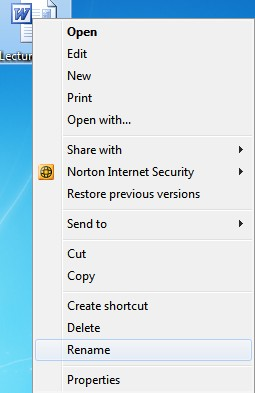 Open
Edit
New
Print
Open with...
Share with
Norton Internet Security
Restore previous versions
Send to
Cut
Copy
Create shortcut
Delete
Rename
Properties